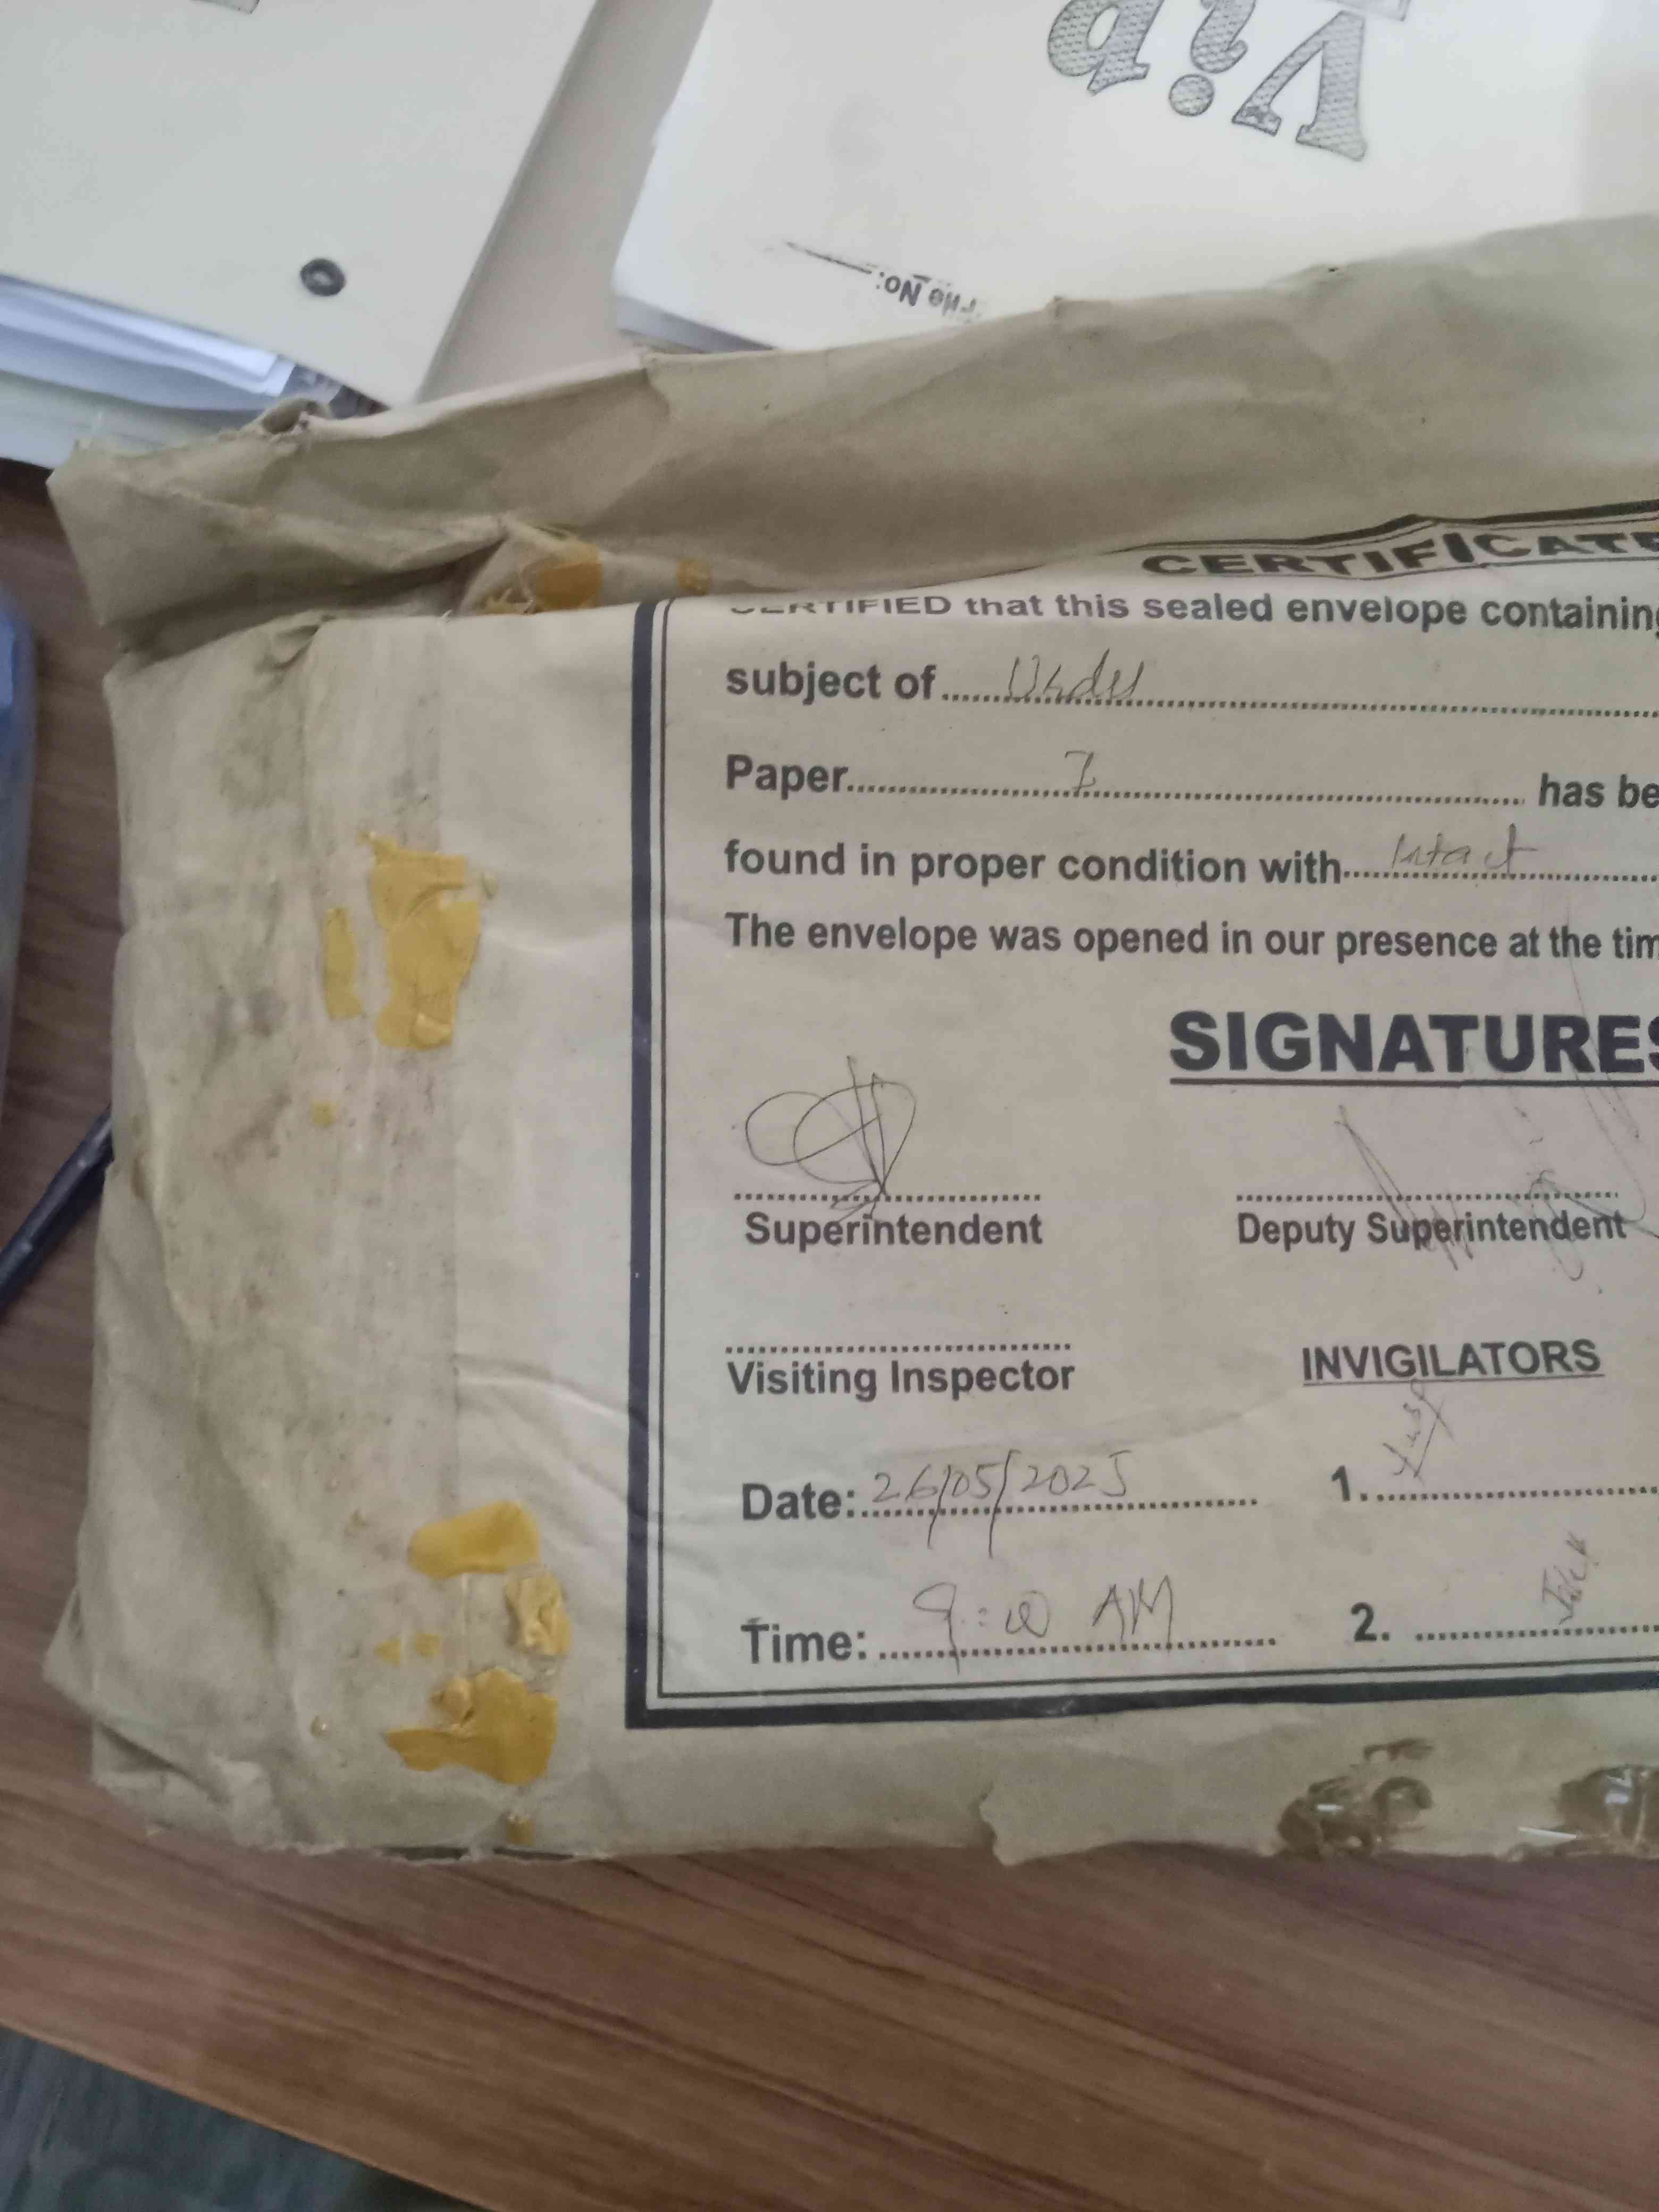 Vib
File No:
CERTIFICATE
CERTIFIED that this sealed envelope containing
subject of Urdu
Paper has be
found in proper condition with Intact
The envelope was opened in our presence at the tim
SIGNATURES
Superintendent Deputy Superintendent
Visiting Inspector INVIGILATORS
Date: 26/05/2025 1.
Time: 9:00 AM 2.